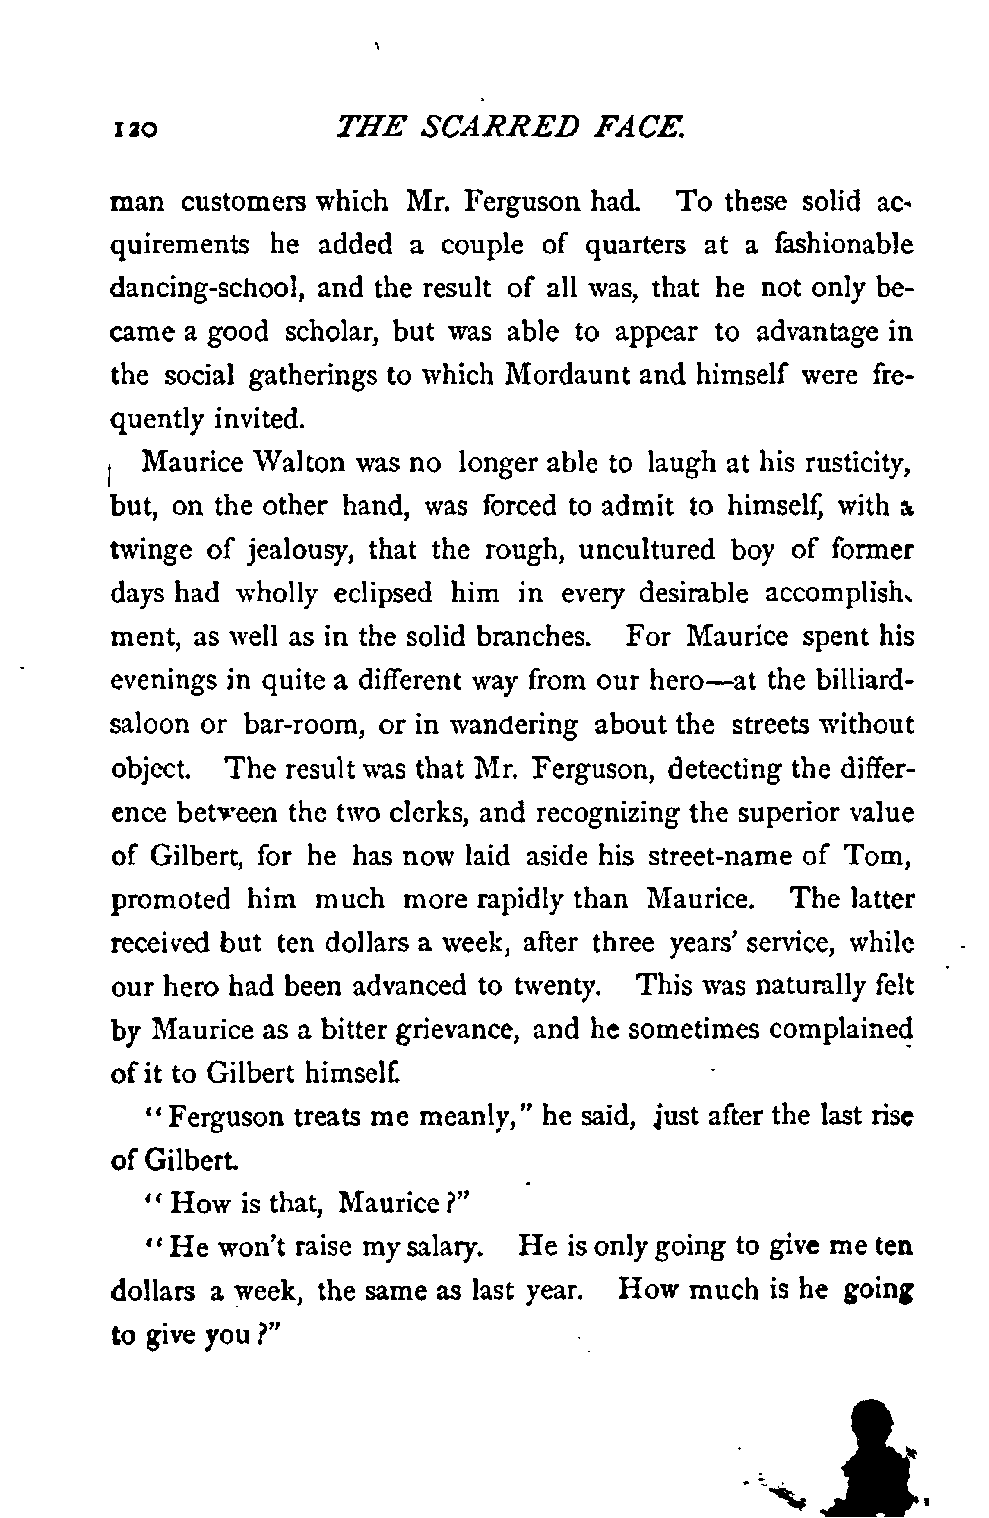 120 THE SCARRED FACE.
man customers which Mr. Ferguson had. To these solid ac-
quirements he added a couple of quarters at a fashionable
dancing-school, and the result of all was, that he not only be-
came a good scholar, but was able to appear to advantage in
the social gatherings to which Mordaunt and himself were fre-
quently invited.
Maurice Walton was no longer able to laugh at his rusticity,
but, on the other hand, was forced to admit to himself, with a
twinge of jealousy, that the rough, uncultured boy of former
days had wholly eclipsed him in every desirable accomplish-
ment, as well as in the solid branches. For Maurice spent his
evenings in quite a different way from our hero—at the billiard-
saloon or bar-room, or in wandering about the streets without
object. The result was that Mr. Ferguson, detecting the differ-
ence between the two clerks, and recognizing the superior value
of Gilbert, for he has now laid aside his street-name of Tom,
promoted him much more rapidly than Maurice. The latter
received but ten dollars a week, after three years' service, while
our hero had been advanced to twenty. This was naturally felt
by Maurice as a bitter grievance, and he sometimes complained
of it to Gilbert himself.
"Ferguson treats me meanly," he said, just after the last rise
of Gilbert.
"How is that, Maurice?"
"He won't raise my salary. He is only going to give me ten
dollars a week, the same as last year. How much is he going
to give you?"